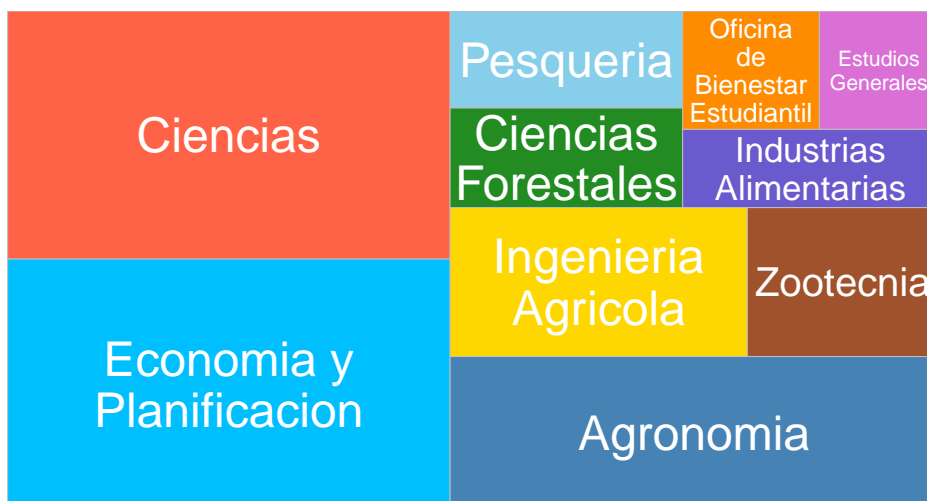 Ciencias
Economia y
Planificacion
Pesqueria
Ciencias
Forestales
Oficina
de
Bienestar
Estudiantil
Estudios
Generales
Industrias
Alimentarias
Ingenieria
Agricola
Zootecnia
Agronomia